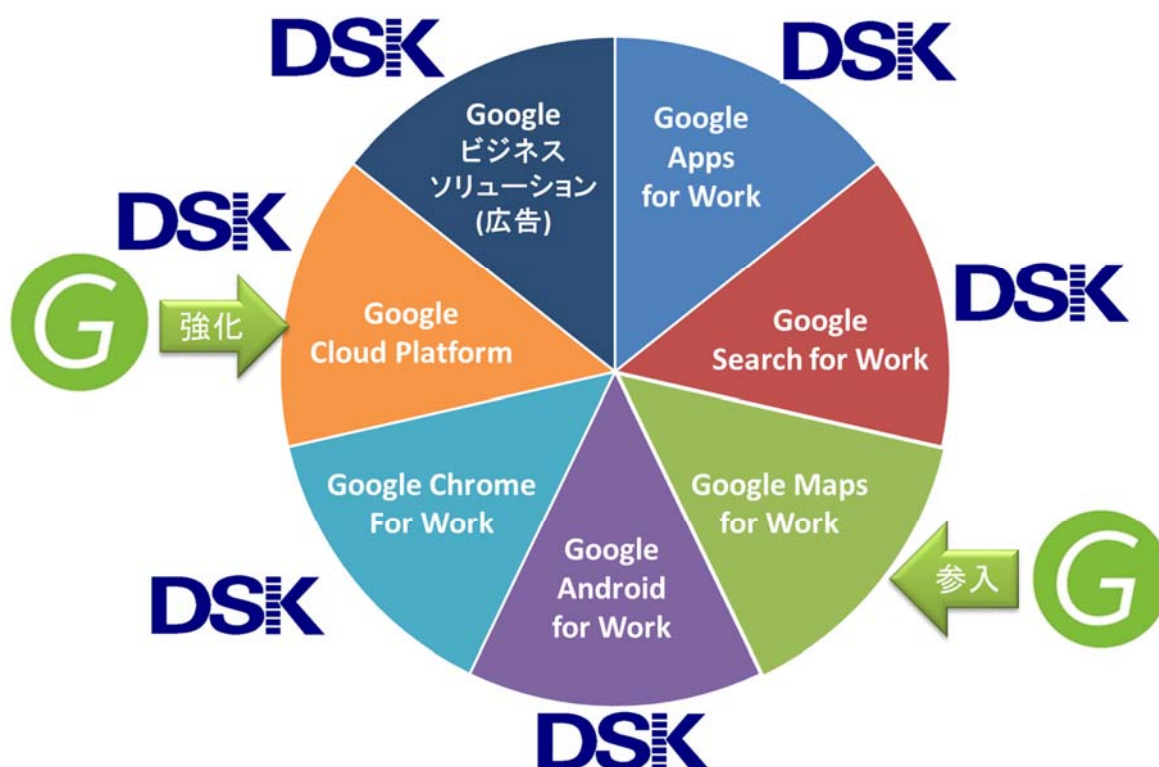 DSK
DSK
Google
ビジネス
ソリューション
(広告)
Google
Apps
for Work
DSK
G
強化
Google
Cloud Platform
DSK
Google
Search for Work
Google Chrome
For Work
Google Maps
for Work
Google
Android
for Work
参入
G
DSK
DSK